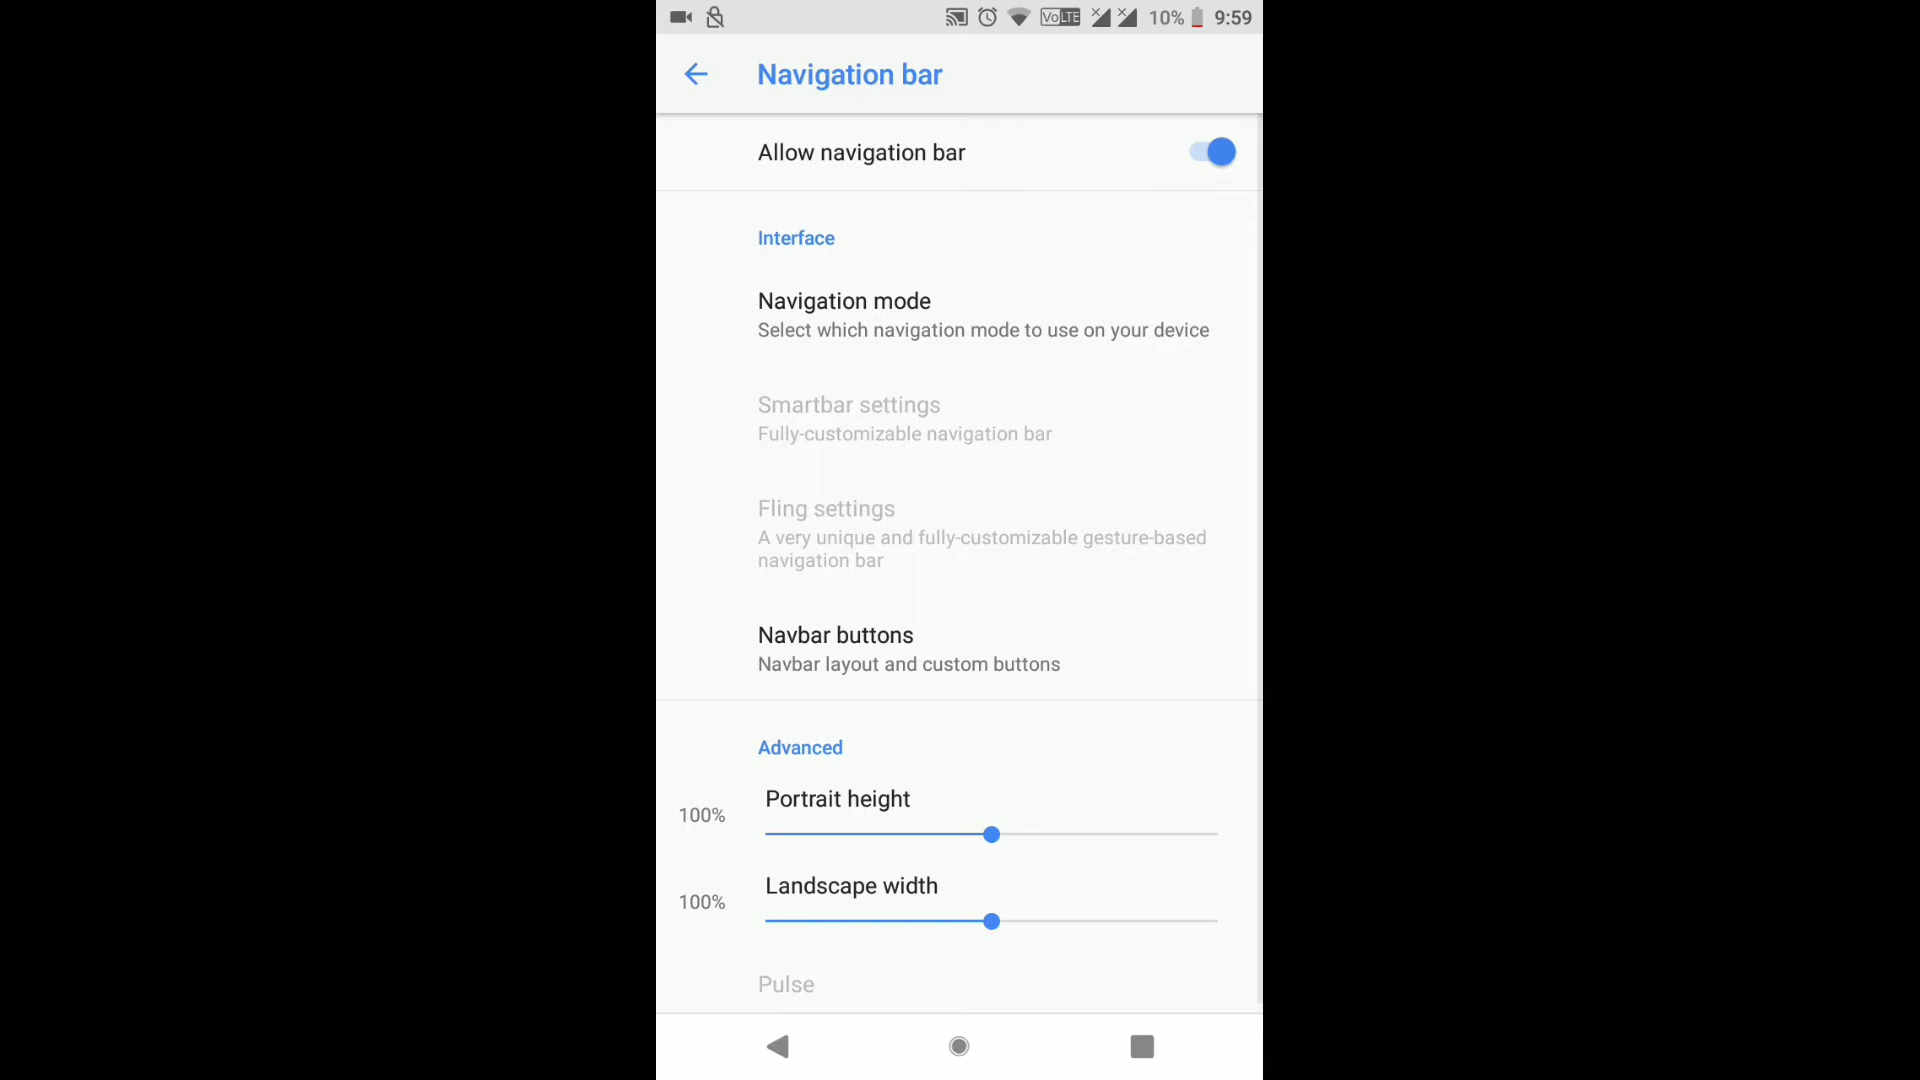 VoLTE 10% 9:59
Navigation bar
Allow navigation bar
Interface
Navigation mode
Select which navigation mode to use on your device
Smartbar settings
Fully-customizable navigation bar
Fling settings
A very unique and fully-customizable gesture-based
navigation bar
Navbar buttons
Navbar layout and custom buttons
Advanced
Portrait height
100%
Landscape width
100%
Pulse